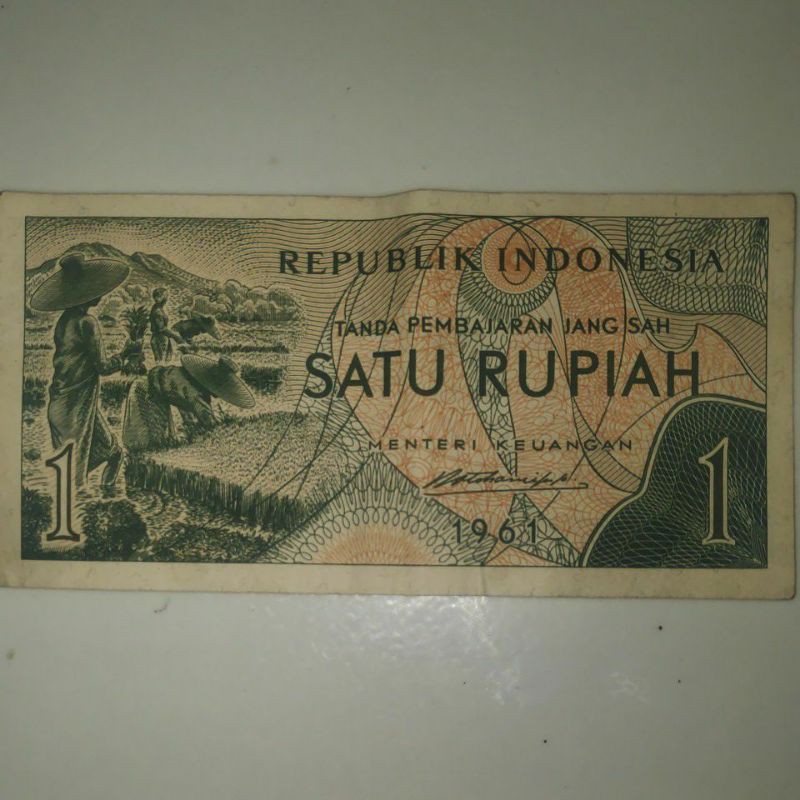 REPUBLIK INDONESIA
TANDA PEMBAJARAN JANG SAH
SATU RUPIAH
MENTERI KEUANGAN
1961
1
1